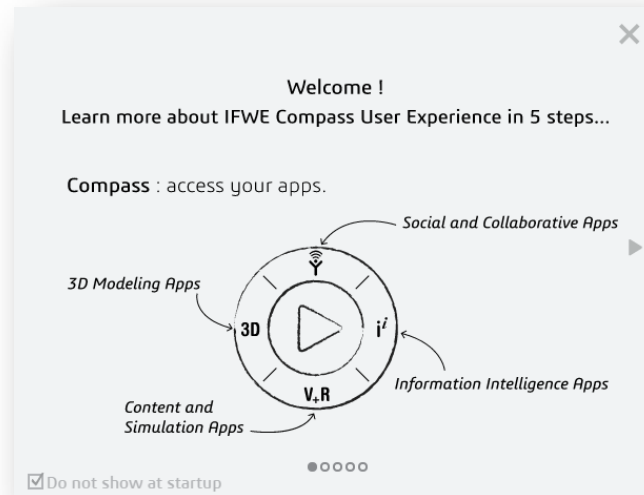 Welcome !
Learn more about IFWE Compass User Experience in 5 steps...
Compass : access your apps.
Social and Collaborative Apps
3D Modeling Apps
3D
i i
V+R
Information Intelligence Apps
Content and
Simulation Apps
Do not show at startup